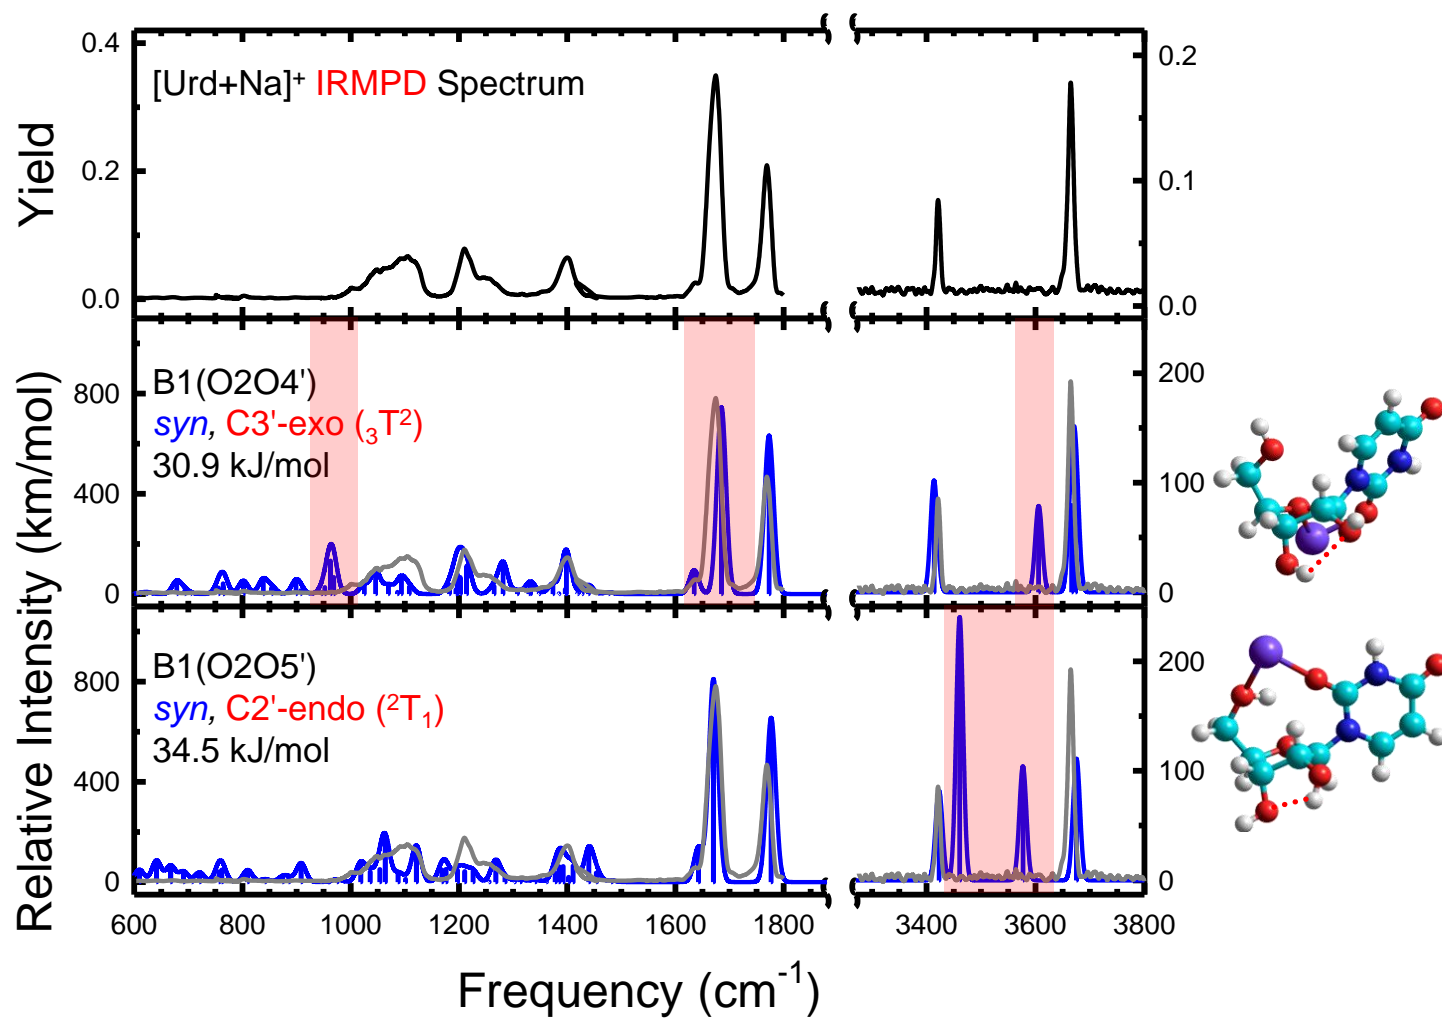 0.4
0.2
[Urd+Na]+ IRMPD Spectrum
Yield
0.2
0.1
0.0
0.0
B1(O2O4')
syn, C3'-exo (₃T²)
30.9 kJ/mol
800
400
0
200
100
0
Relative Intensity (km/mol)
B1(O2O5')
syn, C2'-endo (²T₁)
34.5 kJ/mol
800
400
0
200
100
0
600 800 1000 1200 1400 1600 1800 3400 3600 3800
Frequency (cm⁻¹)